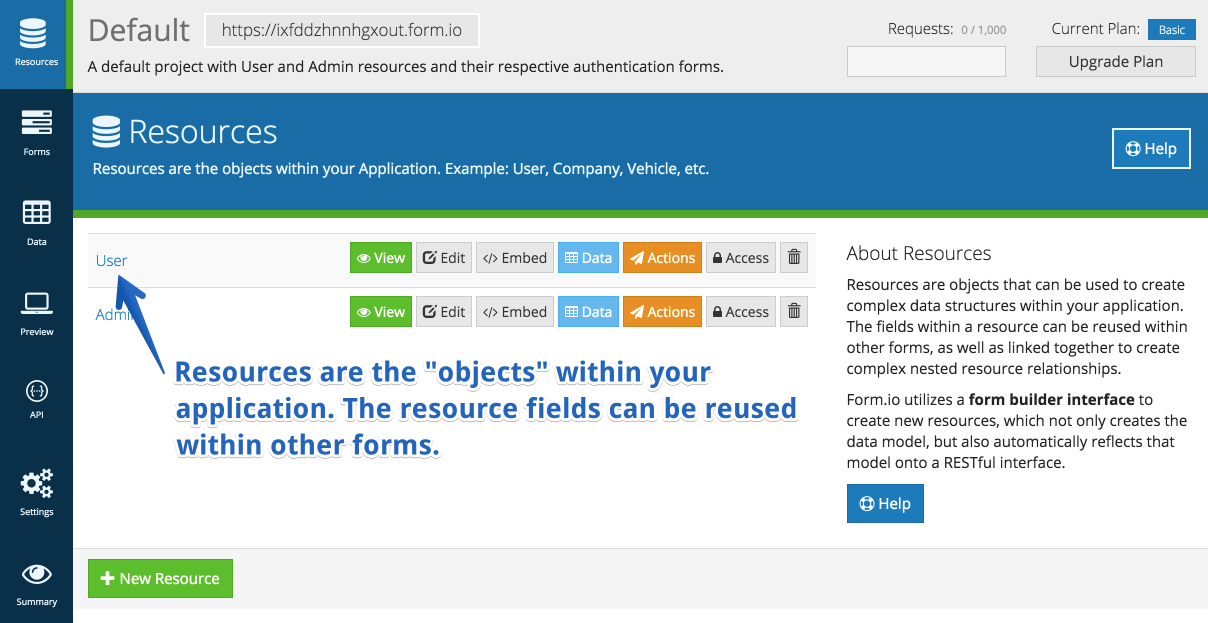 Resources
Forms
Data
Preview
API
Settings
Summary
Default
https://ixfddzhnnhgxout.form.io
A default project with User and Admin resources and their respective authentication forms.
Requests: 0 / 1,000
Current Plan: Basic
Upgrade Plan
Resources
Resources are the objects within your Application. Example: User, Company, Vehicle, etc.
Help
User View Edit Embed Data Actions Access
Admin View Edit Embed Data Actions Access
Resources are the "objects" within your
application. The resource fields can be reused
within other forms.
About Resources
Resources are objects that can be used to create
complex data structures within your application.
The fields within a resource can be reused within
other forms, as well as linked together to create
complex nested resource relationships.
Form.io utilizes a form builder interface to
create new resources, which not only creates the
data model, but also automatically reflects that
model onto a RESTful interface.
Help
New Resource